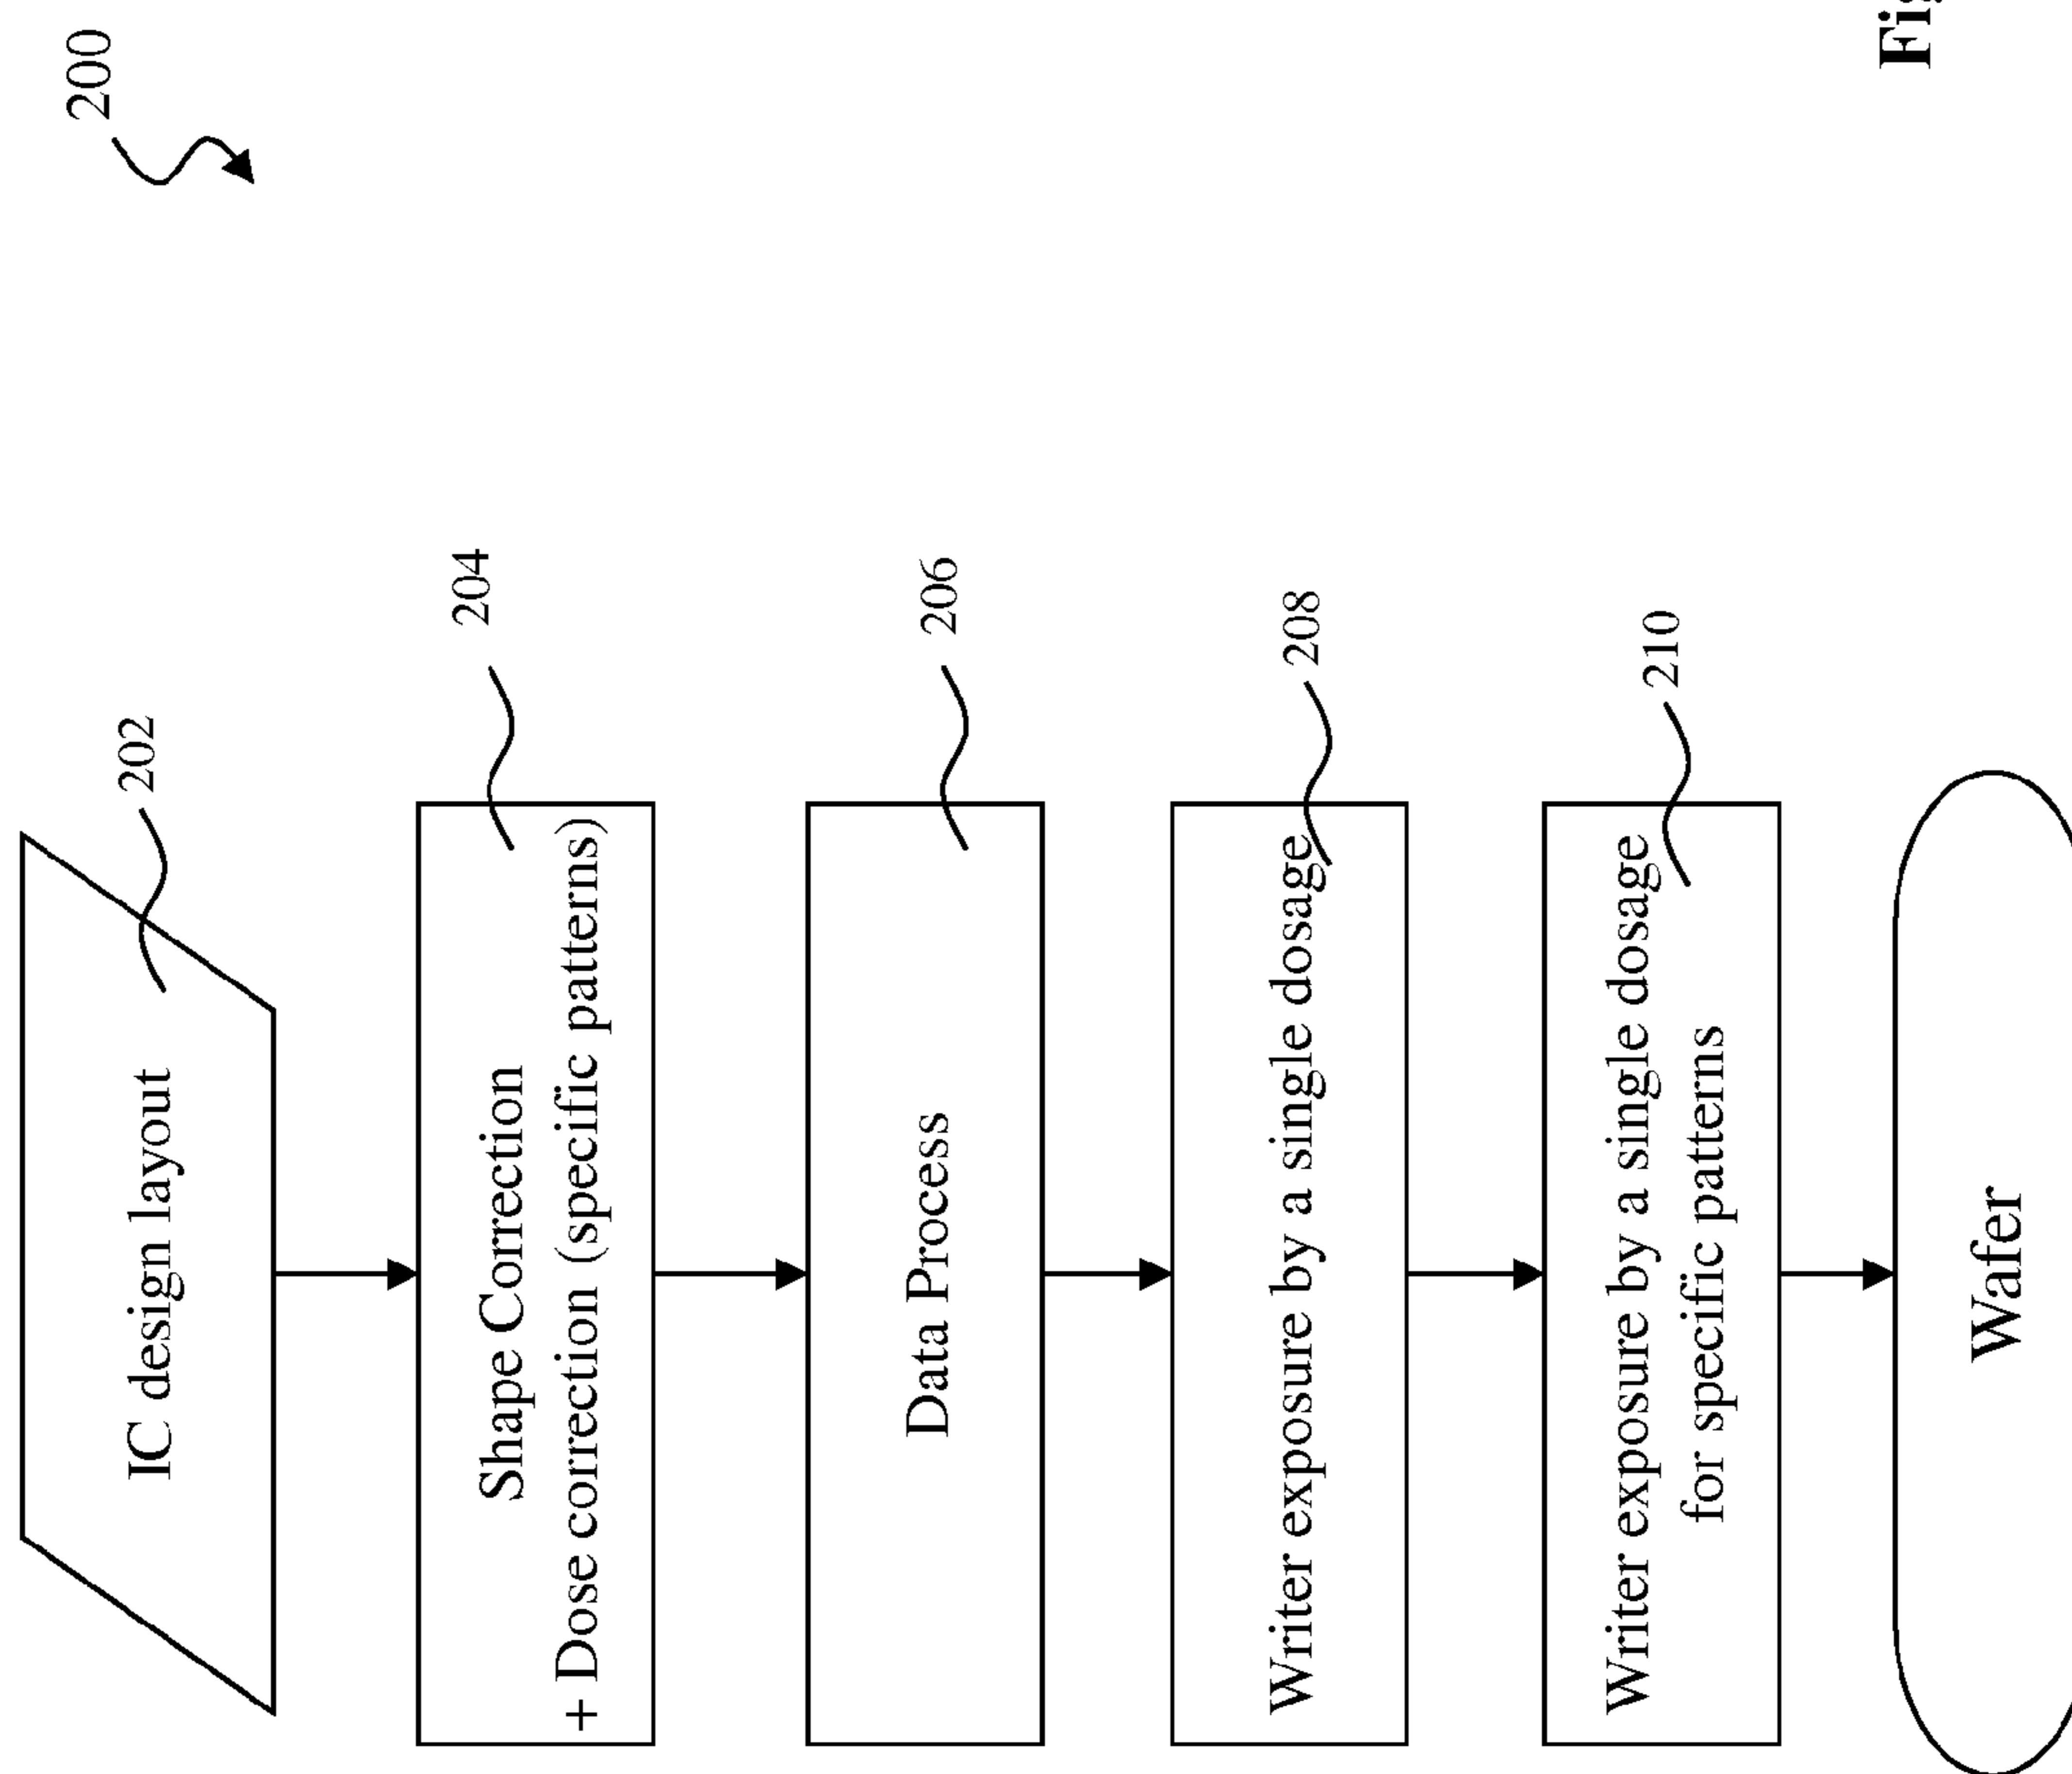 200
IC design layout
202
Shape Correction
+ Dose correction (specific patterns)
204
Data Process
206
Writer exposure by a single dosage
208
Writer exposure by a single dosage
for specific patterns
210
Wafer